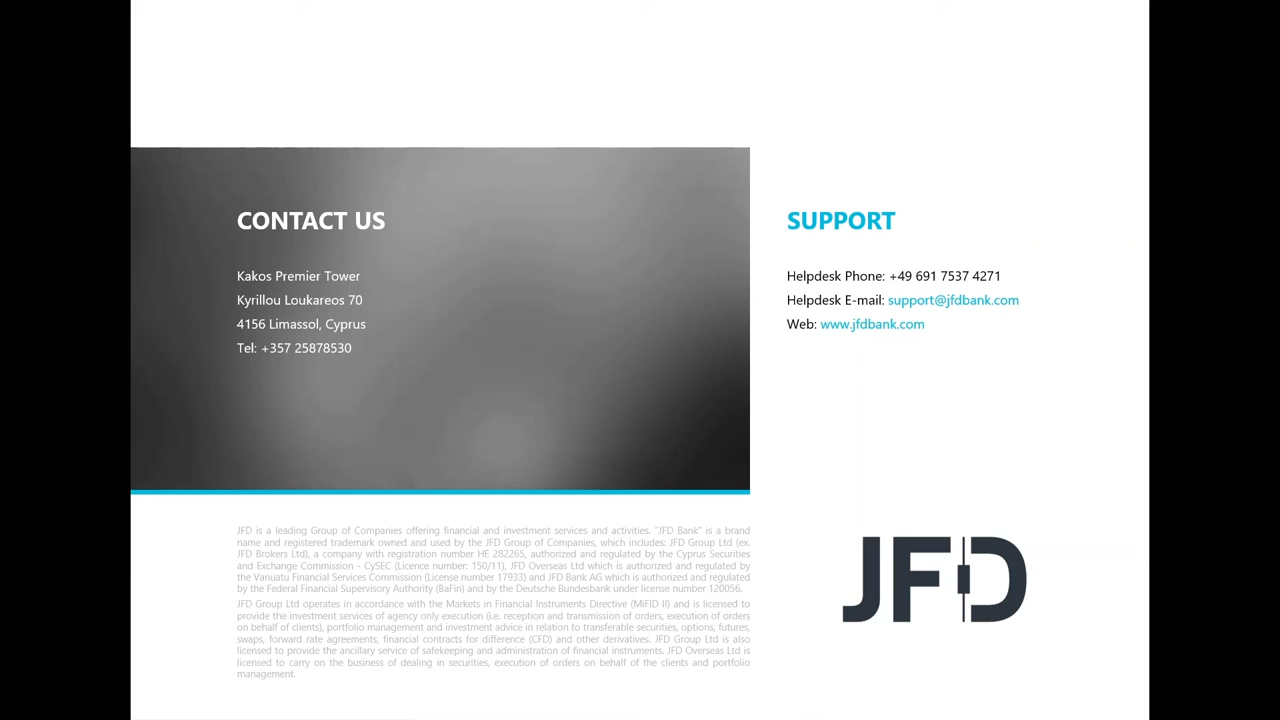 CONTACT US
Kakos Premier Tower
Kyrillou Loukareos 70
4156 Limassol, Cyprus
Tel: +357 25878530
SUPPORT
Helpdesk Phone: +49 691 7537 4271
Helpdesk E-mail: support@jfdbank.com
Web: www.jfdbank.com
JFD is a leading Group of Companies offering financial and investment services and activities. "JFD Bank" is a brand
name and registered trademark owned and used by the JFD Group of Companies, which includes: JFD Group Ltd (ex.
JFD Brokers Ltd), a company with registration number HE 282265, authorized and regulated by the Cyprus Securities
and Exchange Commission - CySEC (Licence number: 150/11), JFD Overseas Ltd which is authorized and regulated by
the Vanuatu Financial Services Commission (License number 17933) and JFD Bank AG which is authorized and regulated
by the Federal Financial Supervisory Authority (BaFin) and by the Deutsche Bundesbank under license number 120056.
JFD Group Ltd operates in accordance with the Markets in Financial Instruments Directive (MiFID II) and is licensed to
provide the investment services of agency only execution (i.e. reception and transmission of orders, execution of orders
on behalf of clients), portfolio management and investment advice in relation to transferable securities, options, futures,
swaps, forward rate agreements, financial contracts for difference (CFD) and other derivatives. JFD Group Ltd is also
licensed to provide the ancillary service of safekeeping and administration of financial instruments. JFD Overseas Ltd is
licensed to carry on the business of dealing in securities, execution of orders on behalf of the clients and portfolio
management.
JFD